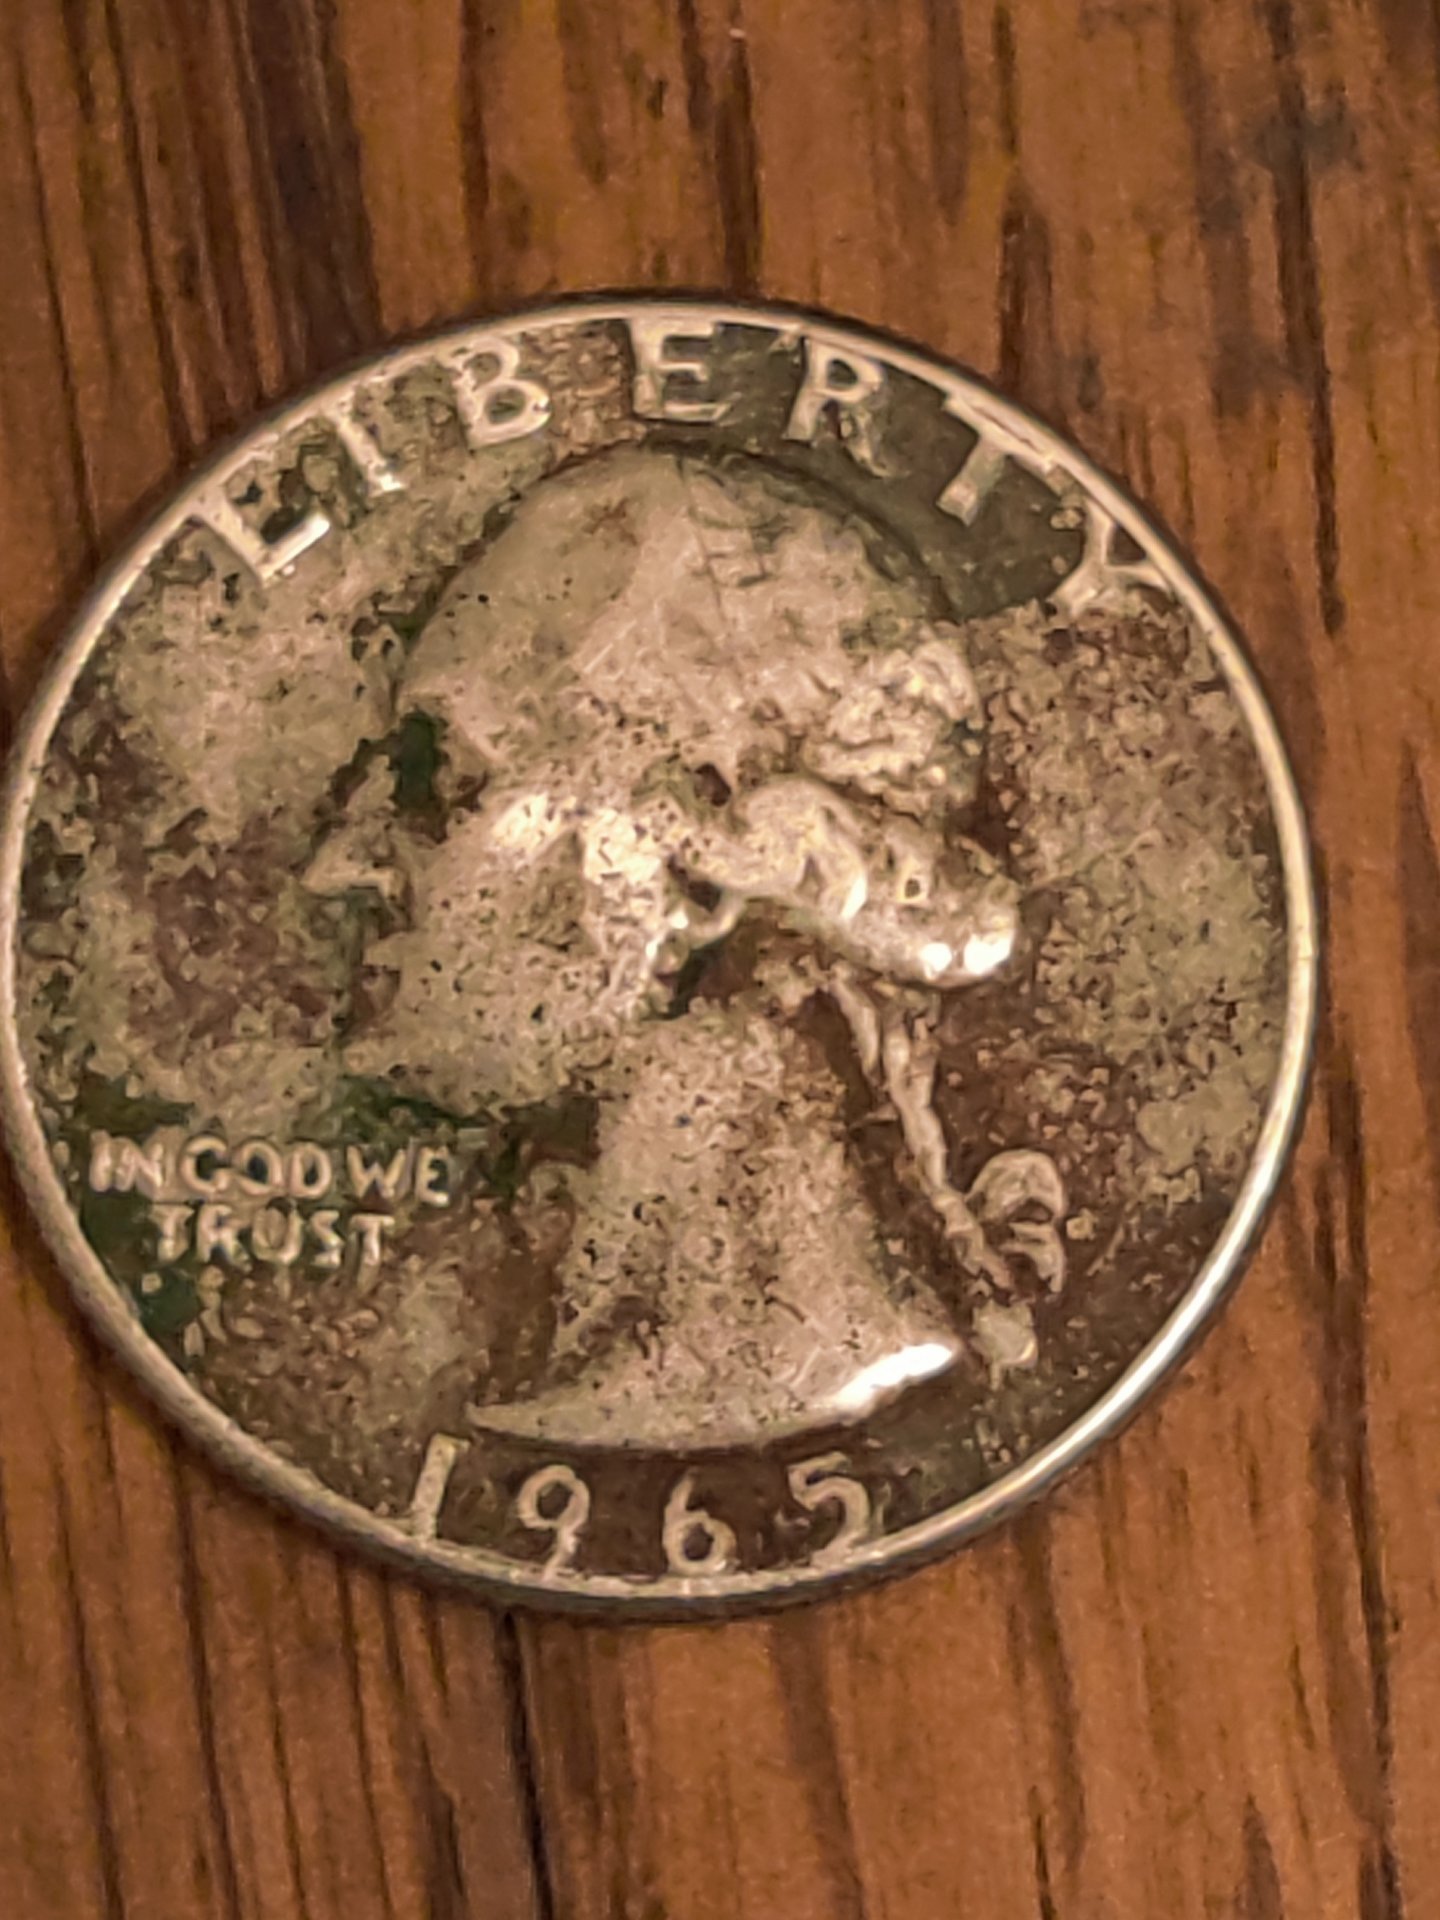 LIBERTY
IN GOD WE
TRUST
1965